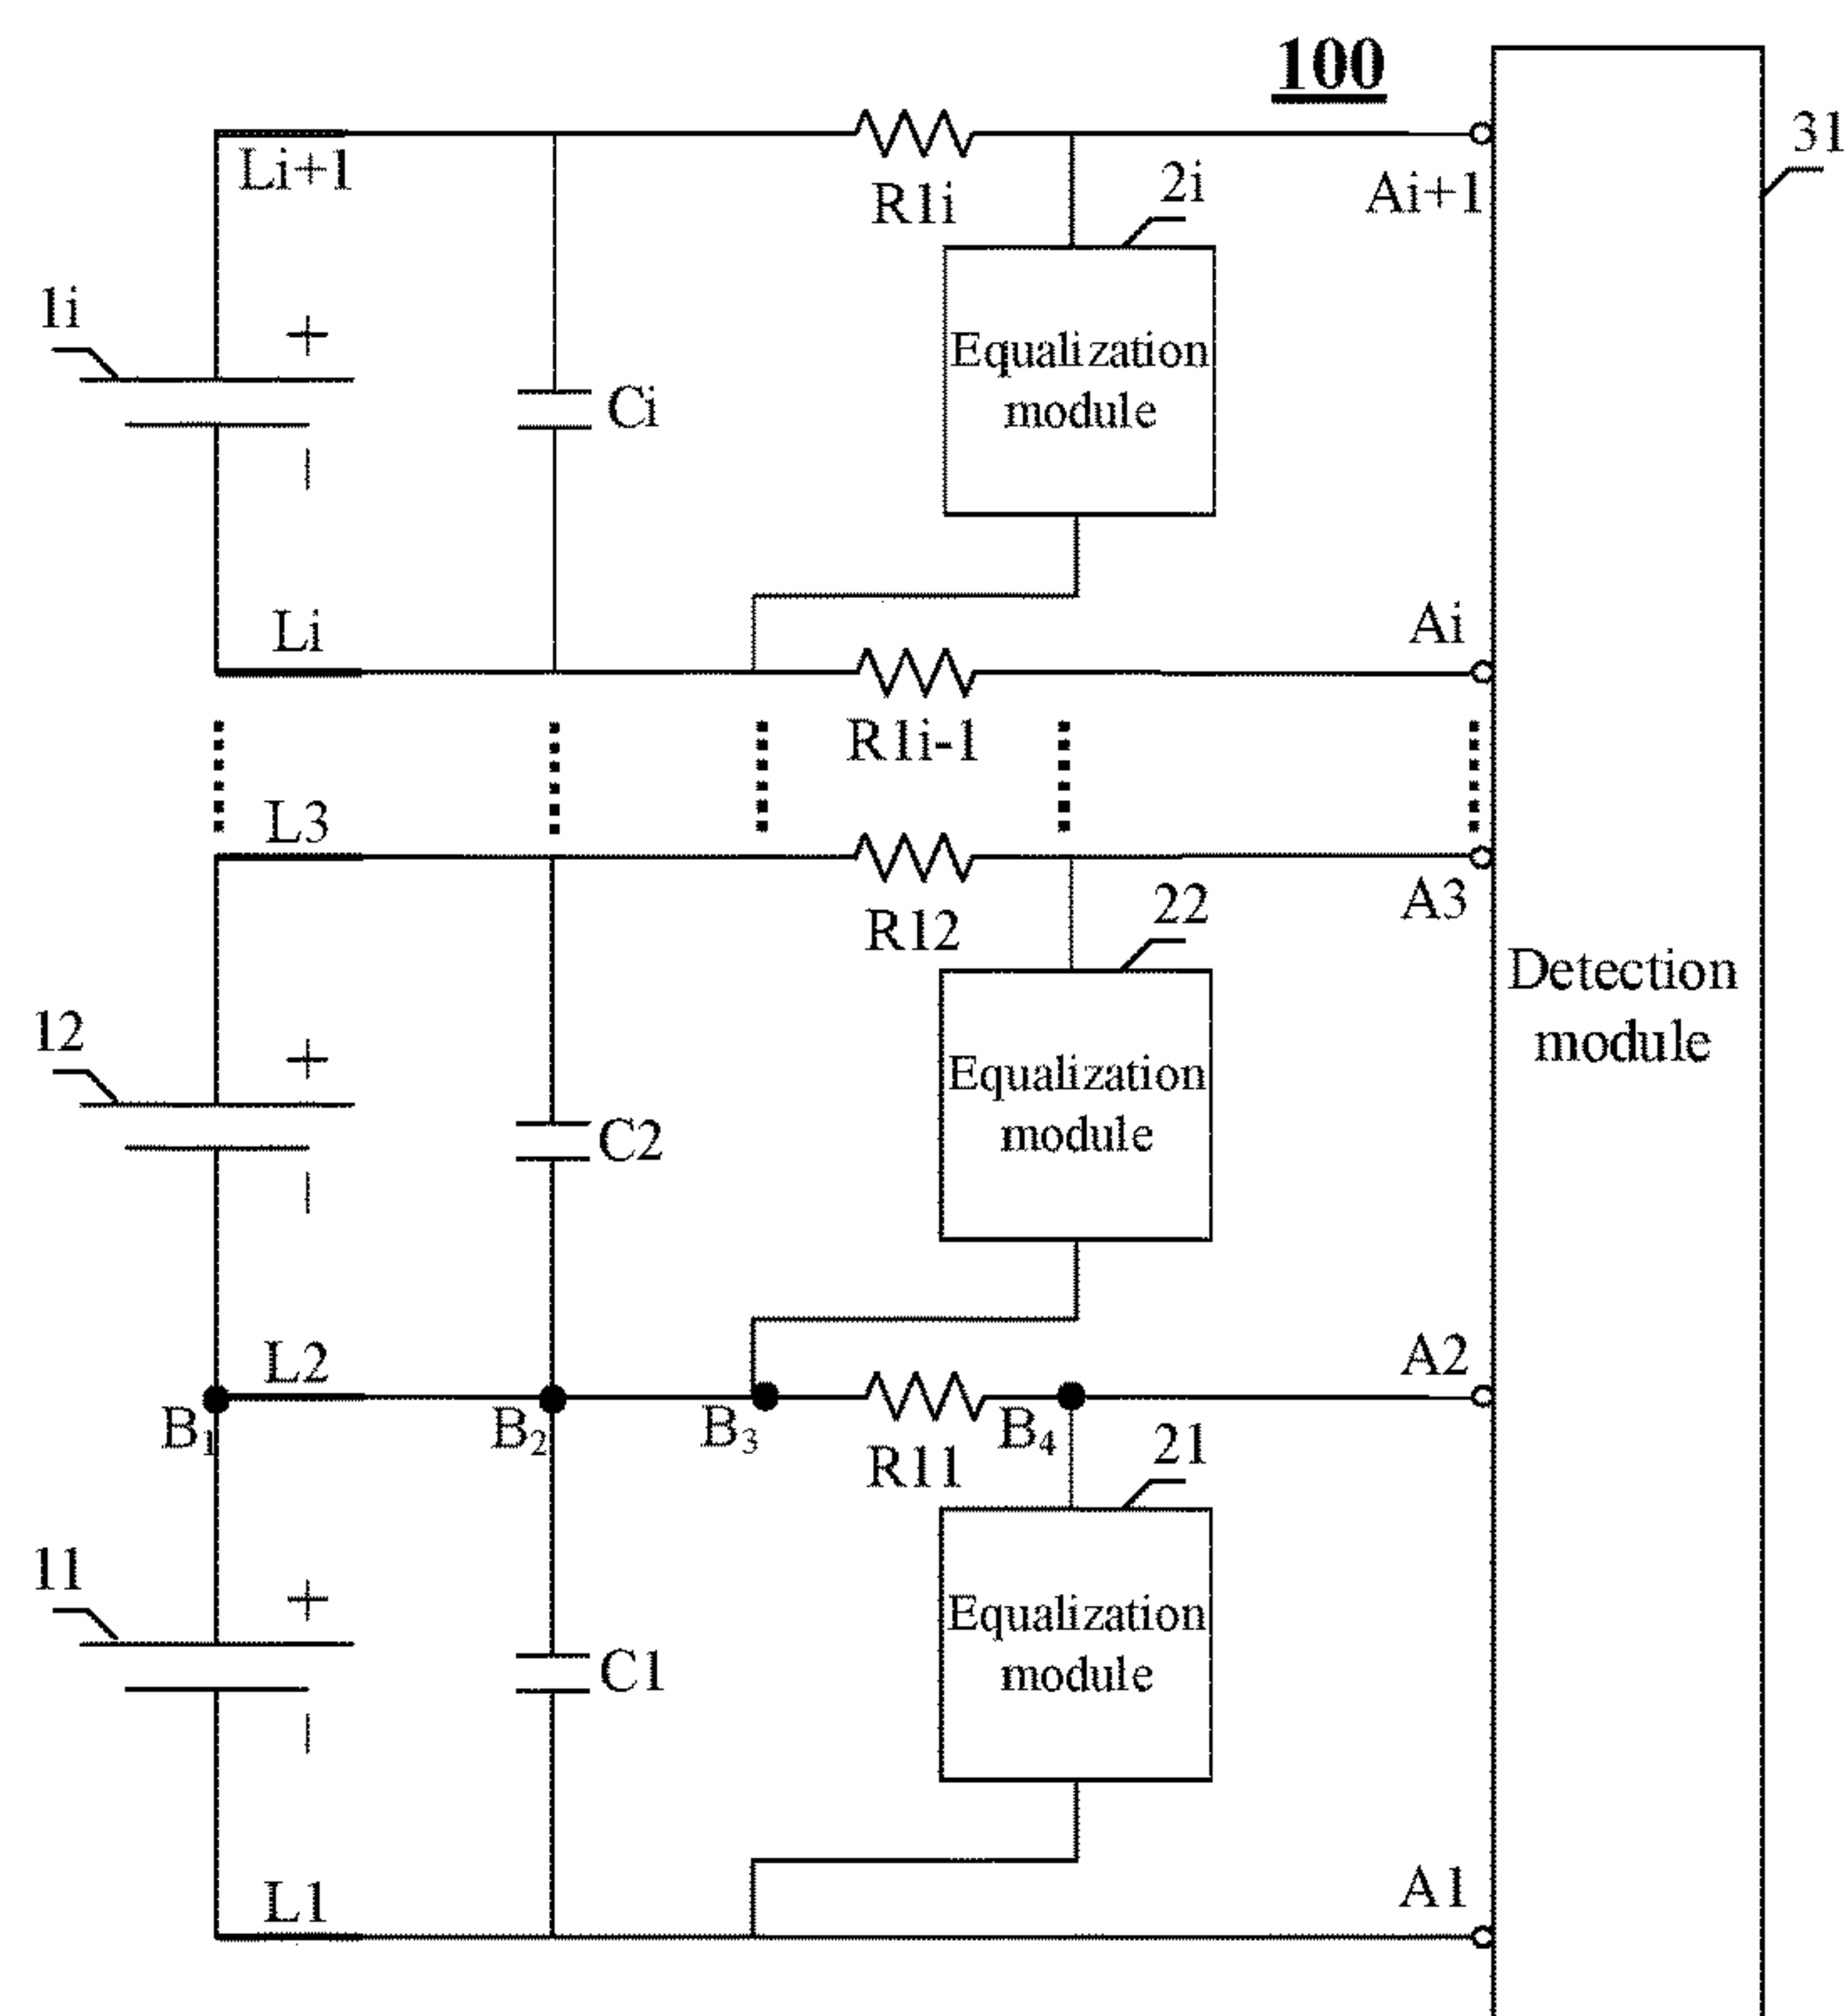 100
31
Li+1
R1i
2i
Ai+1
1i
+
Equalization
module
Ci
−
Li
Ai
R1i-1
L3
R12
22
A3
Detection
module
12
+
Equalization
module
C2
−
L2
A2
B1
B2
B3
R11
B4
21
11
+
Equalization
module
C1
−
L1
A1